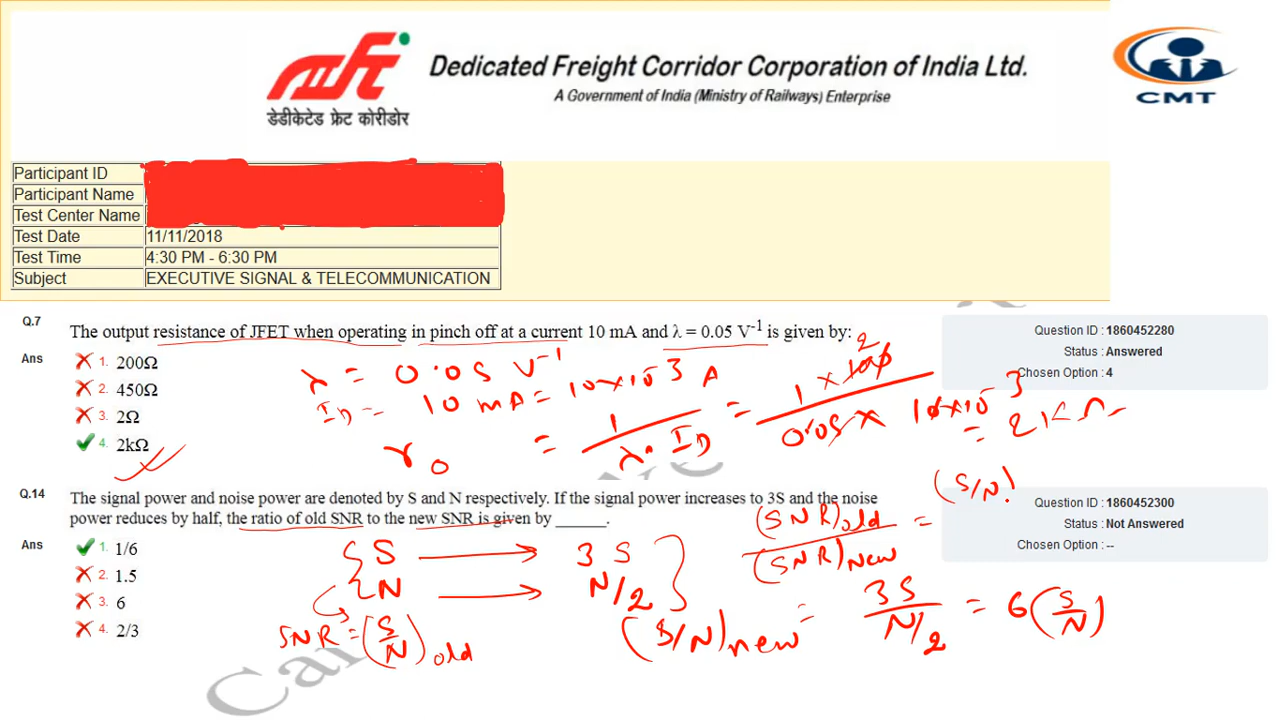 Dedicated Freight Corridor Corporation of India Ltd.
A Government of India (Ministry of Railways) Enterprise
डेडीकेटेड फ्रेट कोरीडोर
CMT
Participant ID
Participant Name
Test Center Name
Test Date 11/11/2018
Test Time 4:30 PM - 6:30 PM
Subject EXECUTIVE SIGNAL & TELECOMMUNICATION
Q.7 The output resistance of JFET when operating in pinch off at a current 10 mA and λ = 0.05 V⁻¹ is given by:
Ans 1. 200Ω
2. 450Ω
3. 2Ω
4. 2kΩ
Question ID : 1860452280
Status : Answered
Chosen Option : 4
λ = 0.05 V⁻¹
I_D = 10 mA = 10×10⁻³ A
r_o = 1/(λ·I_D) = (1 × 100)/(0.05 × 10×10⁻³)
2
= 2 kΩ
Q.14 The signal power and noise power are denoted by S and N respectively. If the signal power increases to 3S and the noise
power reduces by half, the ratio of old SNR to the new SNR is given by ______.
Ans 1. 1/6
2. 1.5
3. 6
4. 2/3
Question ID : 1860452300
Status : Not Answered
Chosen Option : --
S → 3S
N → N/2
SNR = (S/N)old
(SNR)old/(SNR)New = (S/N)
(S/N)new = 3S/(N/2) = 6(S/N)